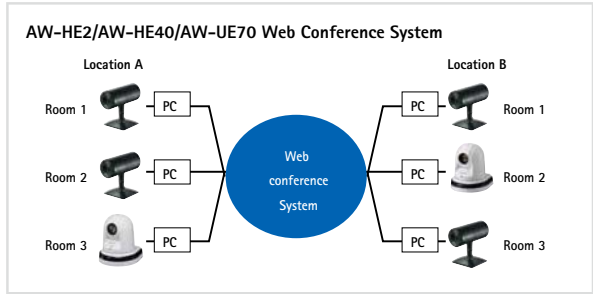 AW-HE2/AW-HE40/AW-UE70 Web Conference System
Location A
Location B
Room 1
PC
PC
Room 1
Room 2
PC
Web
conference
System
PC
Room 2
Room 3
PC
PC
Room 3